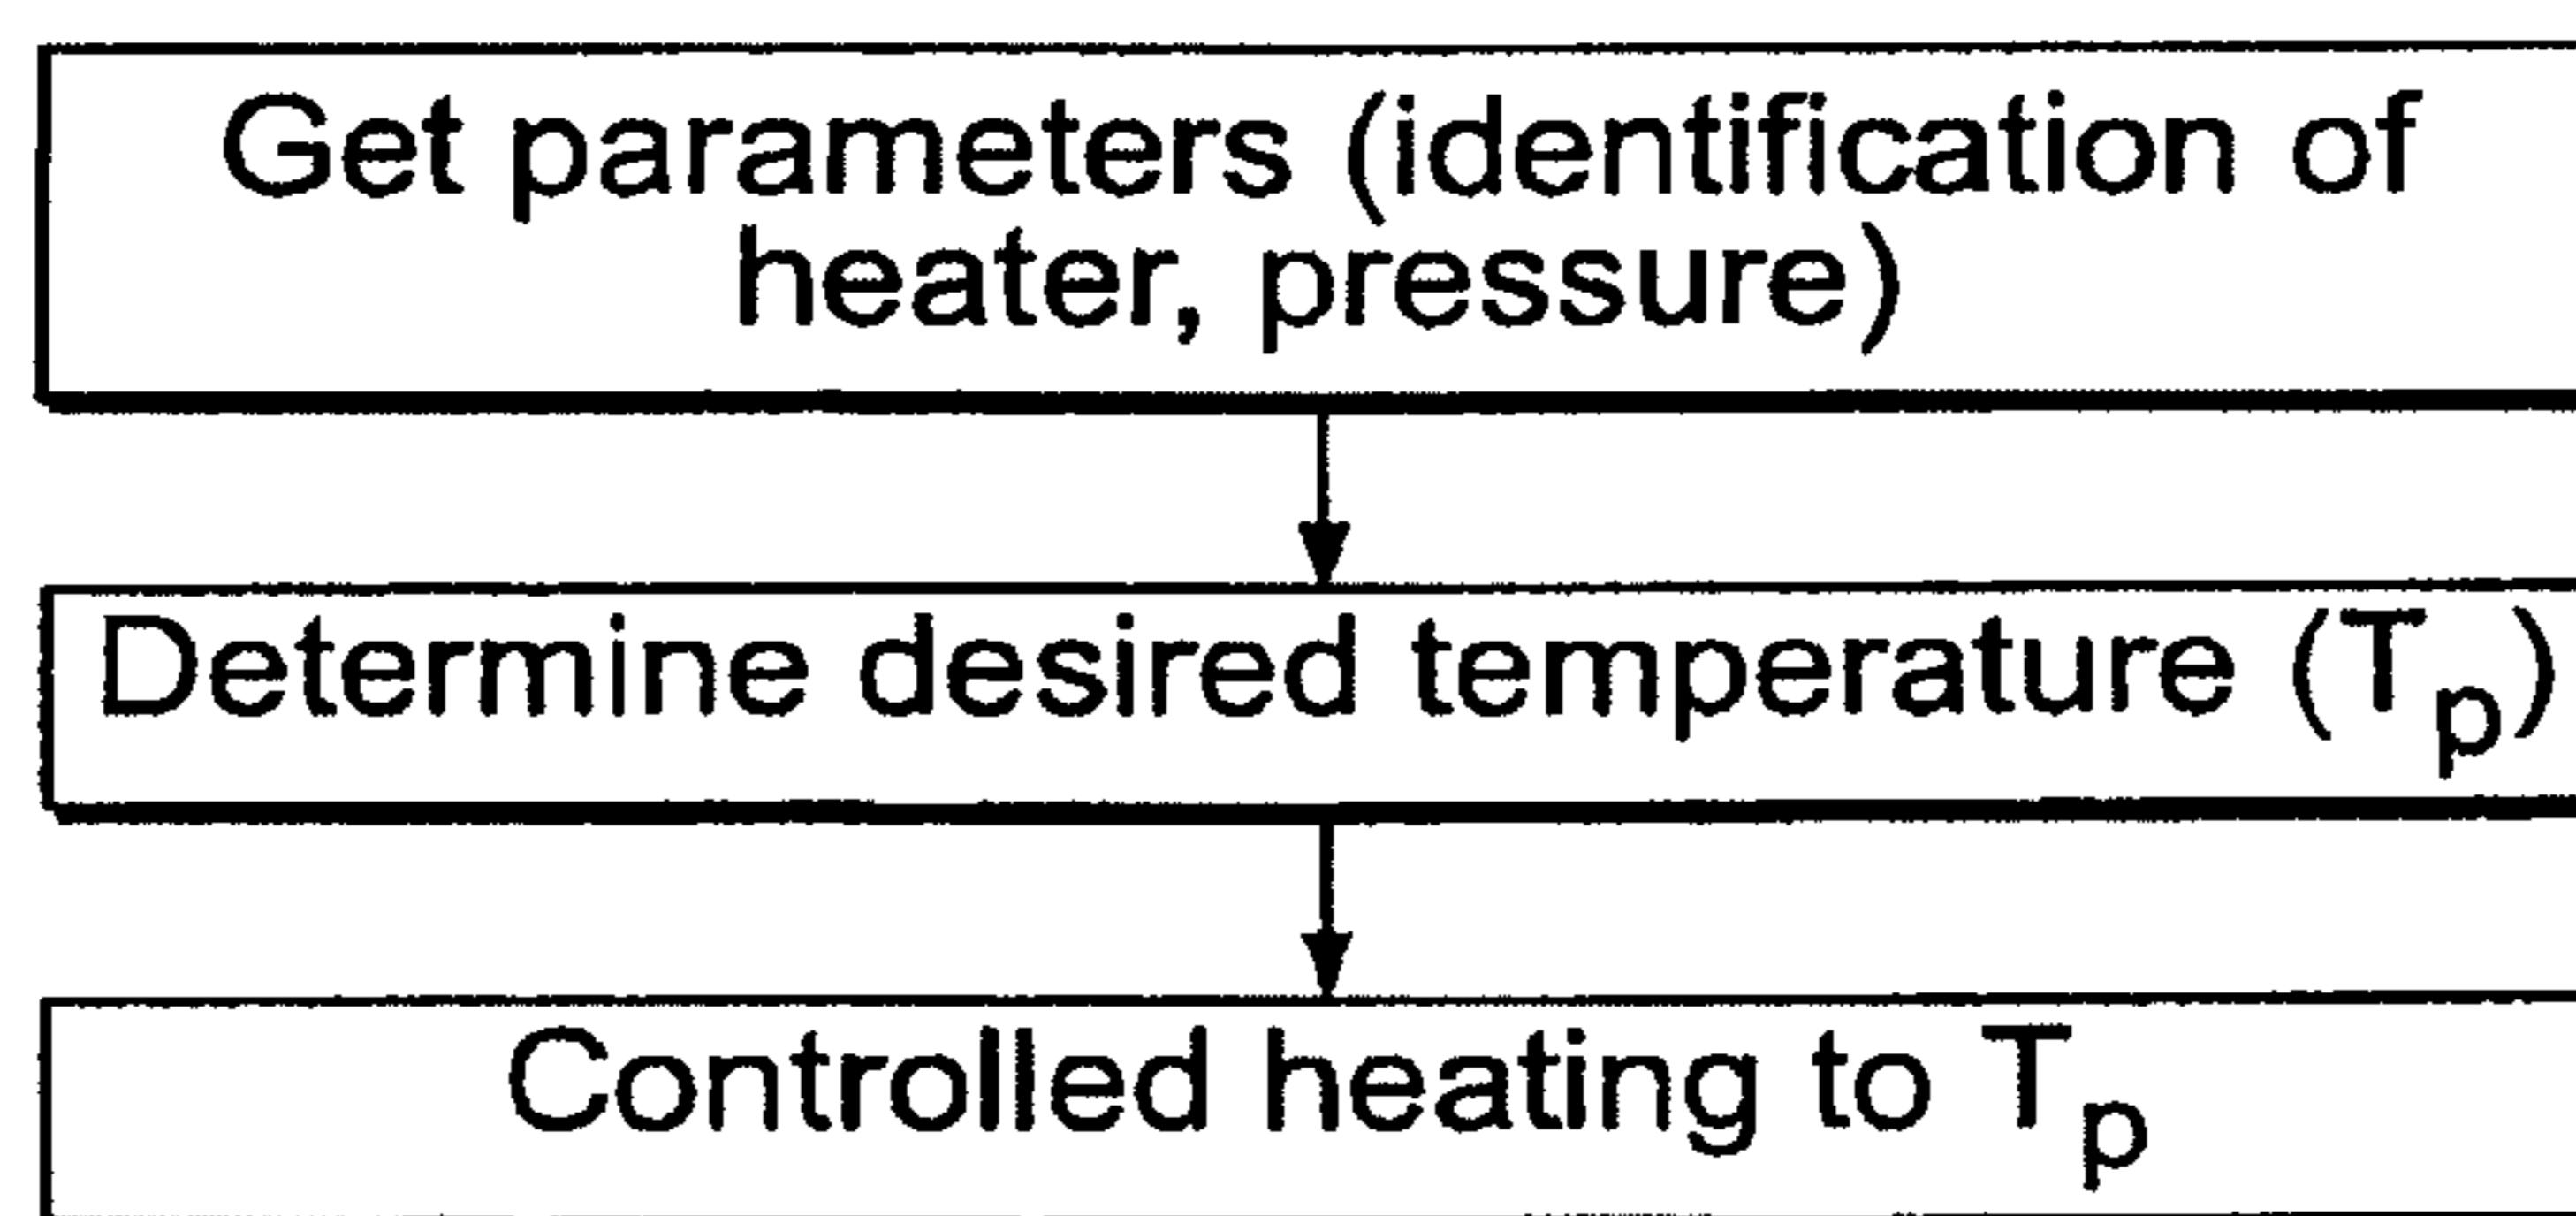 Get parameters (identification of
heater, pressure)
Determine desired temperature (Tp)
Controlled heating to Tp